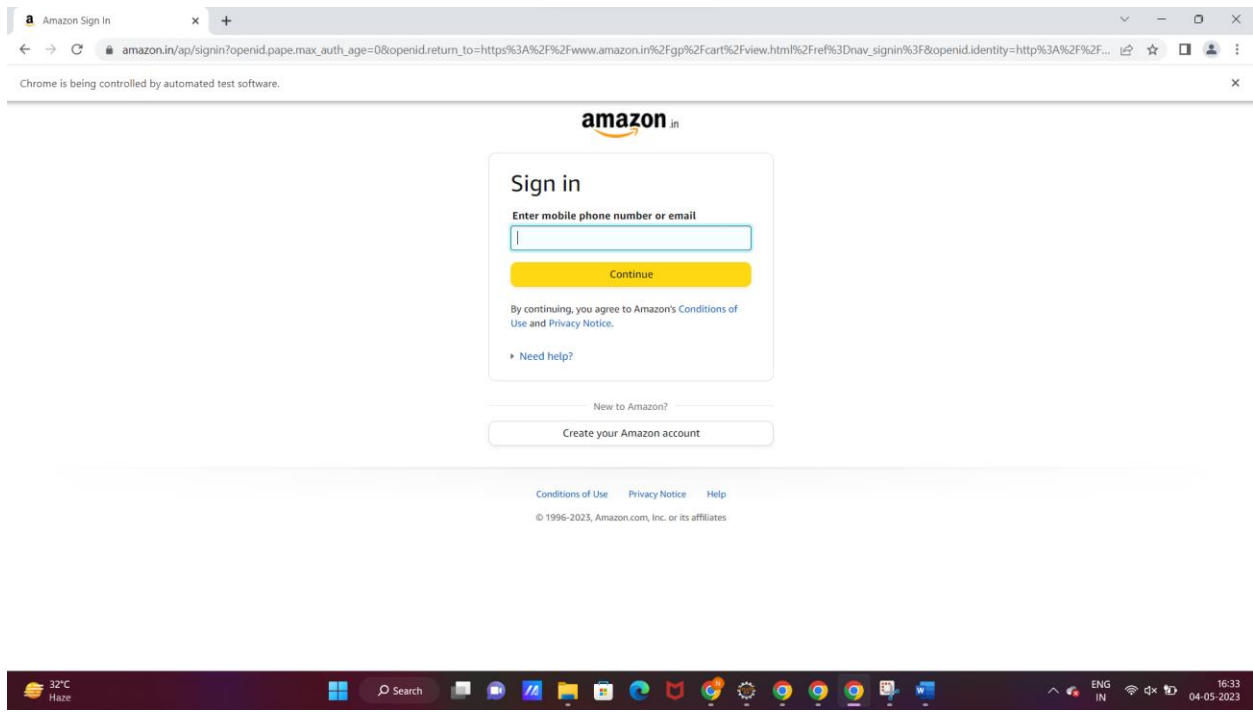 Amazon Sign In
amazon.in/ap/signin?openid.pape.max_auth_age=0&openid.return_to=https%3A%2F%2Fwww.amazon.in%2Fgp%2Fcart%2Fview.html%2Fref%3Dnav_signin%3F&openid.identity=http%3A%2F%2F...
Chrome is being controlled by automated test software.
amazon.in
Sign in
Enter mobile phone number or email
Continue
By continuing, you agree to Amazon's Conditions of
Use and Privacy Notice.
Need help?
New to Amazon?
Create your Amazon account
Conditions of Use Privacy Notice Help
© 1996-2023, Amazon.com, Inc. or its affiliates
32°C
Haze
Search
ENG
IN
16:33
04-05-2023